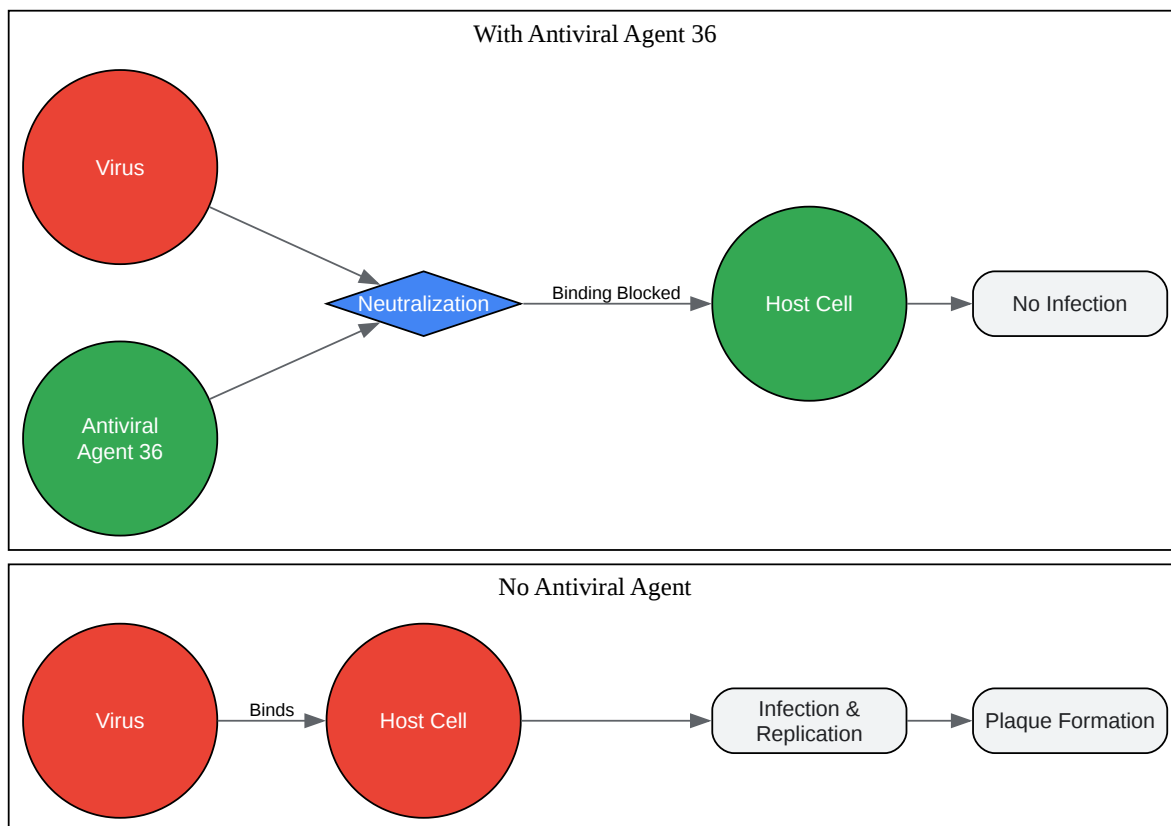 With Antiviral Agent 36
Virus
Antiviral
Agent 36
Neutralization
Binding Blocked
Host Cell
No Infection
No Antiviral Agent
Virus
Binds
Host Cell
Infection &
Replication
Plaque Formation